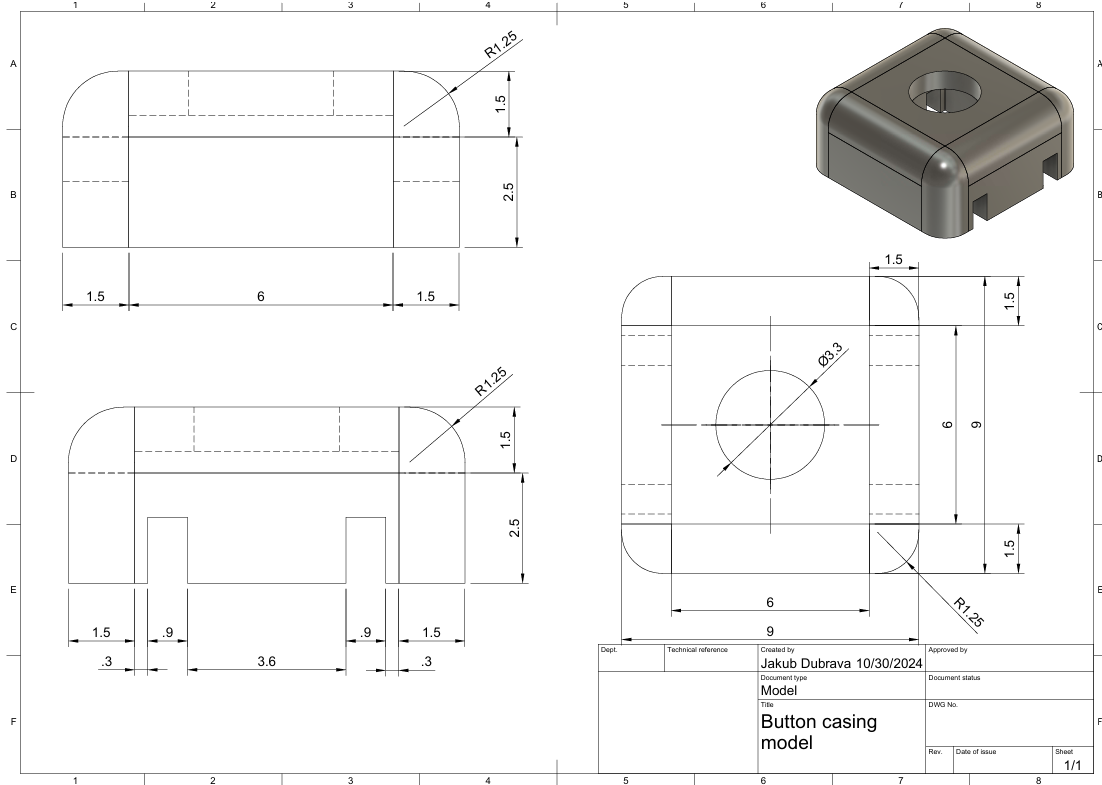 1 2 3 4 5 6 7 8
A A
B B
C C
D D
E E
F F
R1.25
1.5
2.5
1.5 6 1.5
R1.25
1.5
2.5
1.5 .9 .9 1.5
.3 3.6 .3
1.5
1.5
Ø3.3
6 9
1.5
R1.25
6
9
Dept.
Technical reference
Created by
Approved by
Jakub Dubrava 10/30/2024
Document type
Document status
Model
Title
DWG No.
Button casing
model
Rev.
Date of issue
Sheet
1/1
1 2 3 4 5 6 7 8